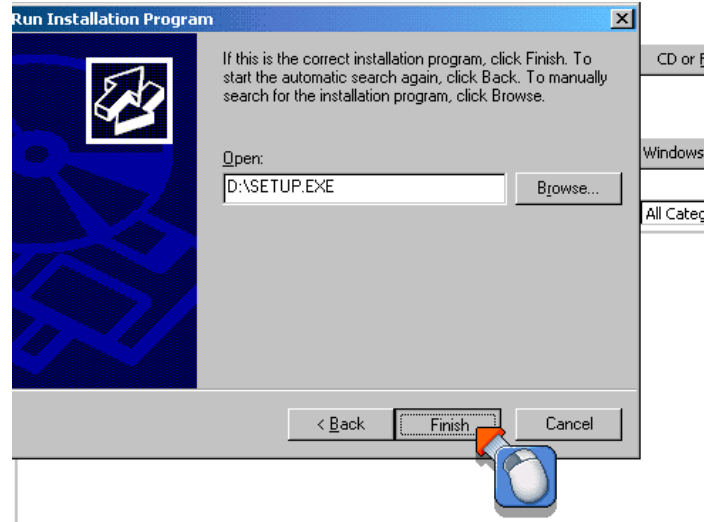 Run Installation Program
If this is the correct installation program, click Finish. To
start the automatic search again, click Back. To manually
search for the installation program, click Browse.
CD or
Open:
D:\SETUP.EXE
Browse...
Windows
All
< Back
Finish
Cancel